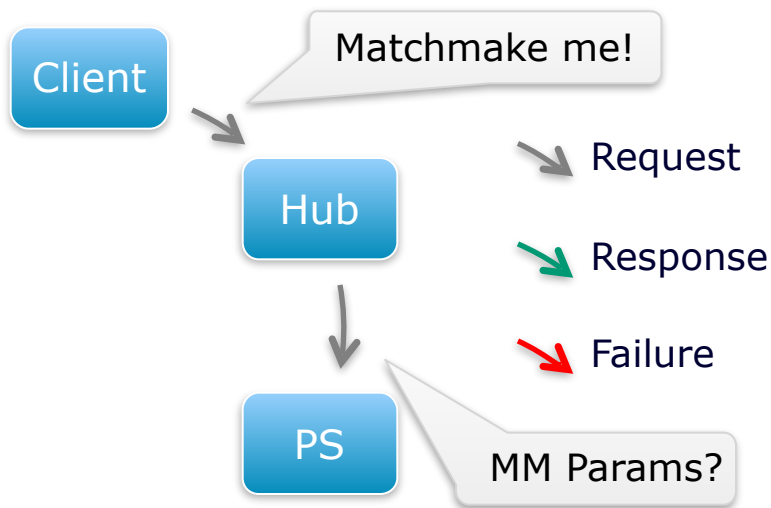 Matchmake me!
Client
Request
Hub
Response
Failure
PS
MM Params?